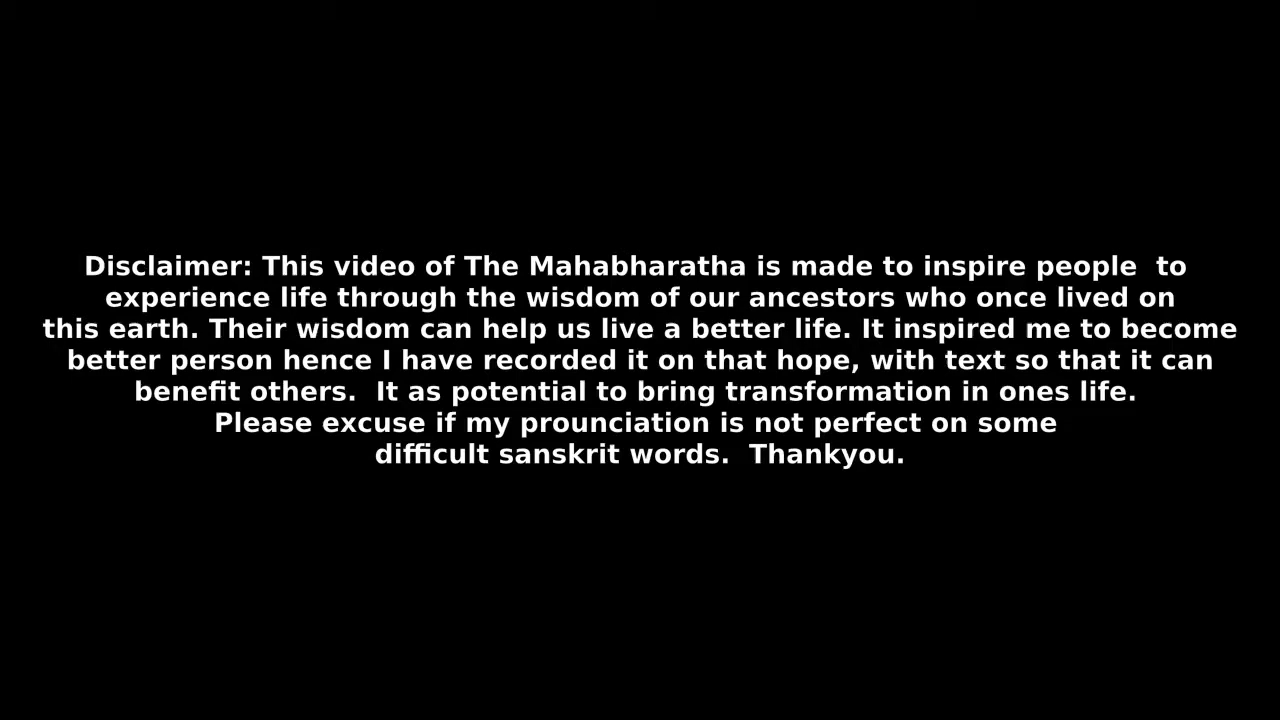 Disclaimer: This video of The Mahabharatha is made to inspire people  to
experience life through the wisdom of our ancestors who once lived on
this earth. Their wisdom can help us live a better life. It inspired me to become
better person hence I have recorded it on that hope, with text so that it can
benefit others.  It as potential to bring transformation in ones life.
Please excuse if my prounciation is not perfect on some
difficult sanskrit words.  Thankyou.